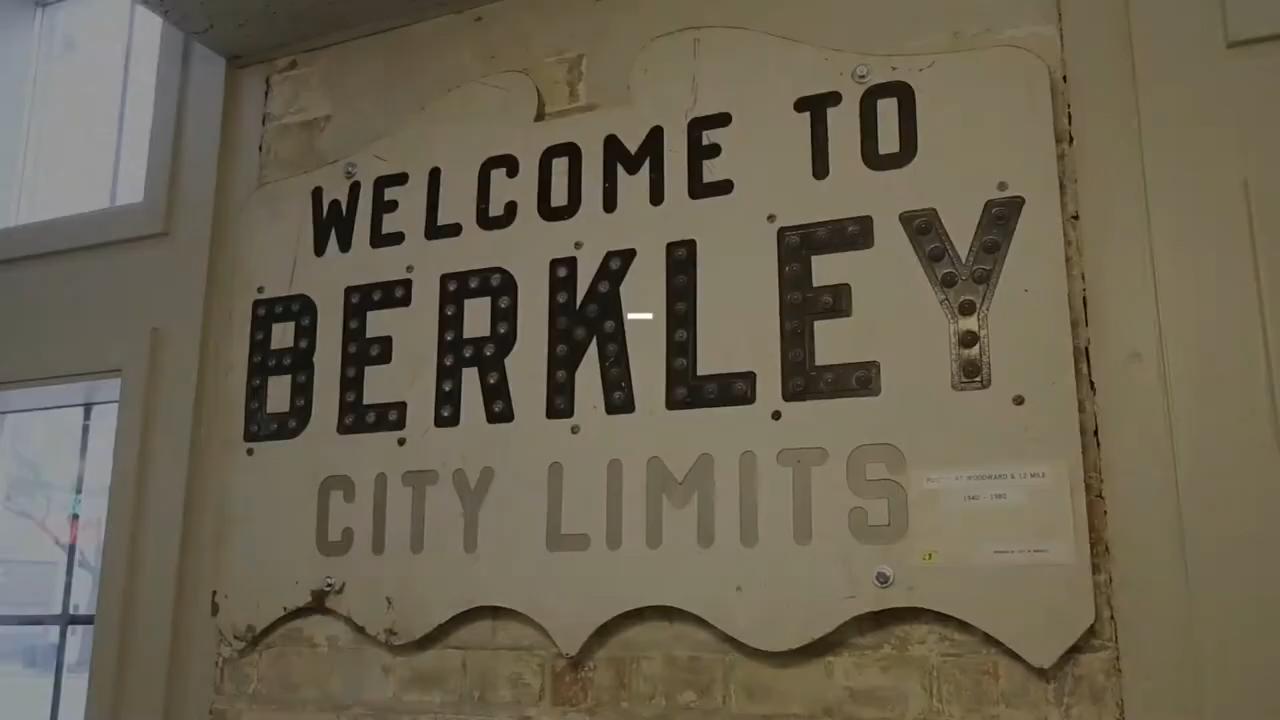 WELCOME TO
BERKLEY
CITY LIMITS
AT WOODWARD & 12 MILE
1940 - 1980